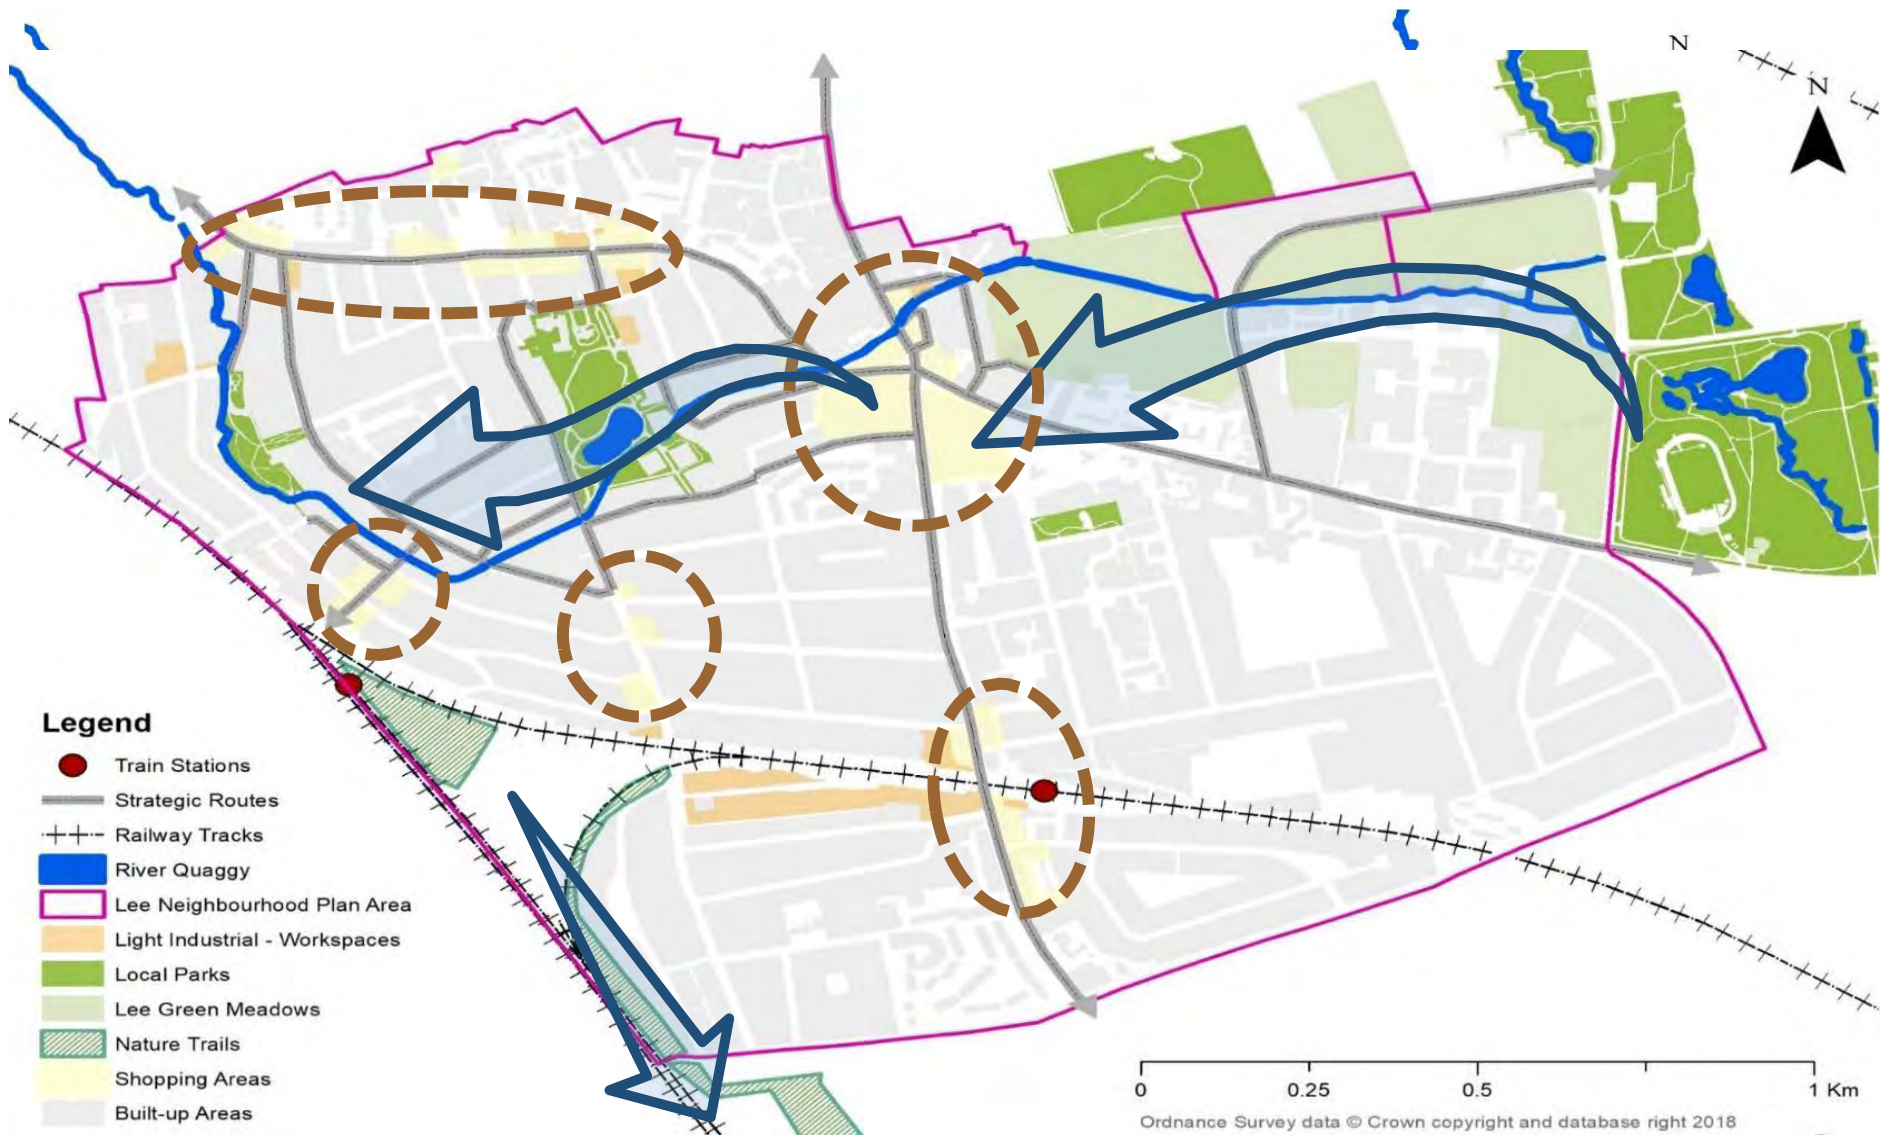 N
N
Legend
Train Stations
Strategic Routes
Railway Tracks
River Quaggy
Lee Neighbourhood Plan Area
Light Industrial - Workspaces
Local Parks
Lee Green Meadows
Nature Trails
Shopping Areas
Built-up Areas
0 0.25 0.5 1 Km
Ordnance Survey data © Crown copyright and database right 2018